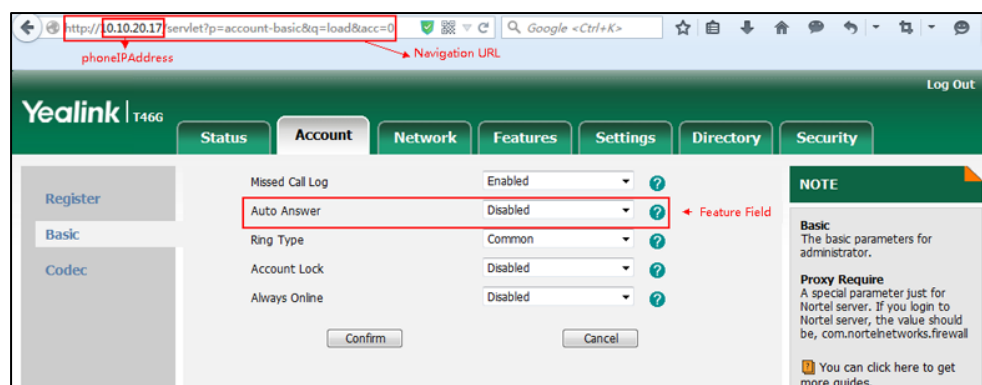 http://10.10.20.17/servlet?p=account-basic&q=load&acc=0
Google <Ctrl+K>
phoneIPAddress
Navigation URL
Log Out
Yealink T46G
Status
Account
Network
Features
Settings
Directory
Security
Register
Basic
Codec
Missed Call Log
Enabled
Auto Answer
Disabled
Feature Field
Ring Type
Common
Account Lock
Disabled
Always Online
Disabled
Confirm
Cancel
NOTE
Basic
The basic parameters for
administrator.
Proxy Require
A special parameter just for
Nortel server. If you login to
Nortel server, the value should
be, com.nortelnetworks.firewall
You can click here to get
more guides.